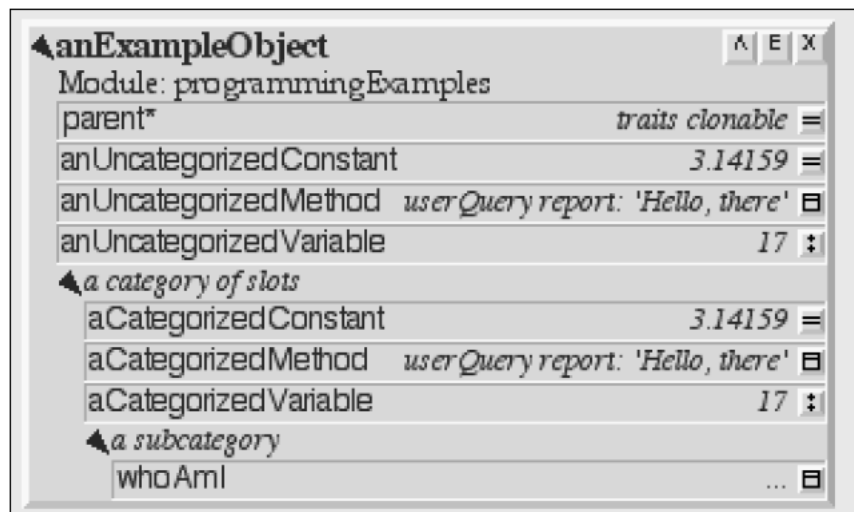 anExampleObject ʌ E X
Module: programmingExamples
parent* traits clonable =
anUncategorizedConstant 3.14159 =
anUncategorizedMethod userQuery report: 'Hello, there'
anUncategorizedVariable 17 :
a category of slots
aCategorizedConstant 3.14159 =
aCategorizedMethod userQuery report: 'Hello, there'
aCategorizedVariable 17 :
a subcategory
whoAmI ...